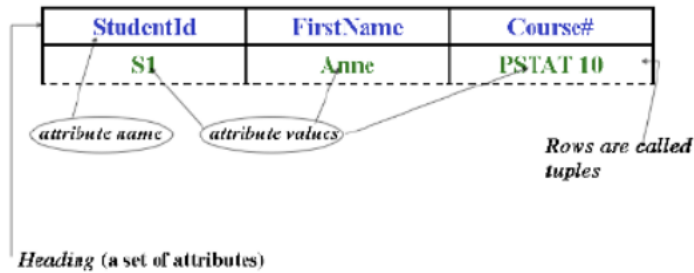 StudentId FirstName Course#
S1 Anne PSTAT 10
attribute name attribute values
Rows are called
tuples
Heading (a set of attributes)